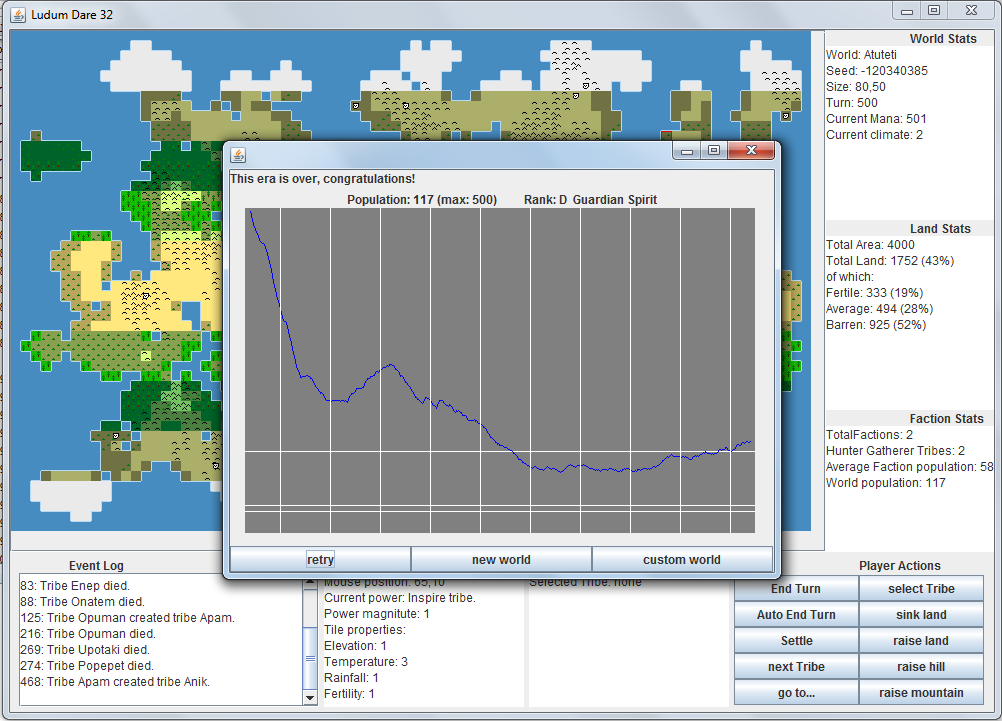 Ludum Dare 32
World Stats
World: Atuteti
Seed: -120340385
Size: 80,50
Turn: 500
Current Mana: 501
Current climate: 2
This era is over, congratulations!
Population: 117 (max: 500) Rank: D Guardian Spirit
retry
new world
custom world
Land Stats
Total Area: 4000
Total Land: 1752 (43%)
of which:
Fertile: 333 (19%)
Average: 494 (28%)
Barren: 925 (52%)
Faction Stats
TotalFactions: 2
Hunter Gatherer Tribes: 2
Average Faction population: 58
World population: 117
Event Log
83: Tribe Enep died.
88: Tribe Onatem died.
125: Tribe Opuman created tribe Apam.
216: Tribe Opuman died.
269: Tribe Upotaki died.
274: Tribe Popepet died.
468: Tribe Apam created tribe Anik.
Mouse position: 65,10
Current power: Inspire tribe.
Power magnitute: 1
Tile properties:
Elevation: 1
Temperature: 3
Rainfall: 1
Fertility: 1
Selected Tribe: none
Player Actions
End Turn
select Tribe
Auto End Turn
sink land
Settle
raise land
next Tribe
raise hill
go to...
raise mountain